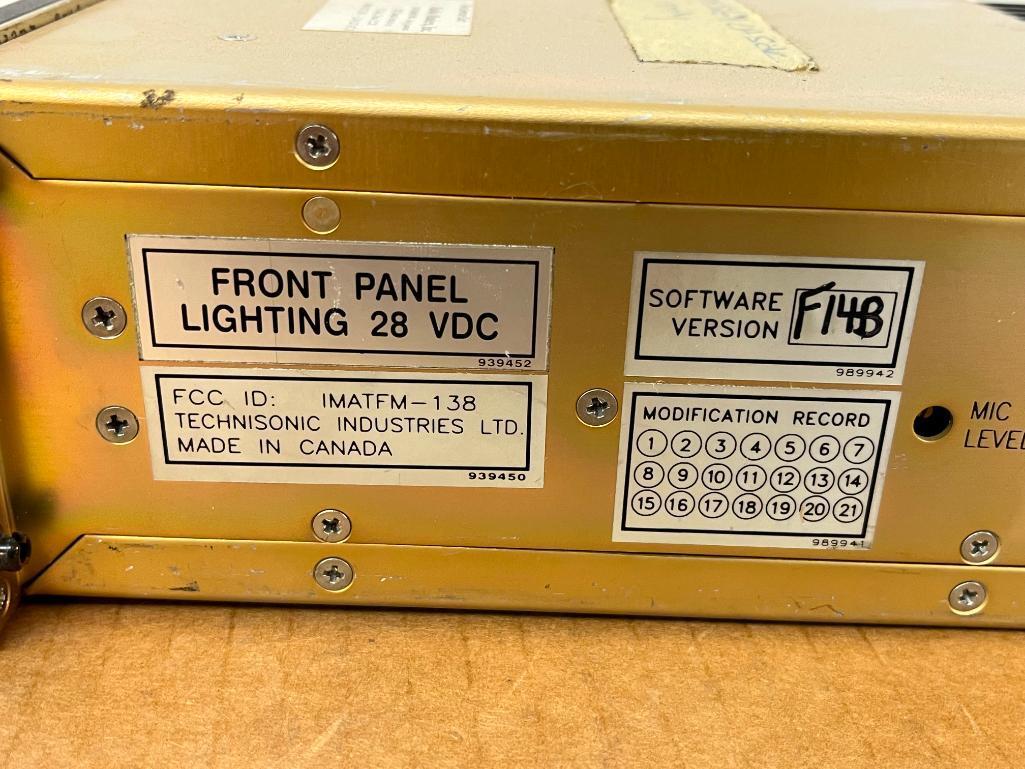 FRONT PANEL
LIGHTING 28 VDC
939452
FCC ID: IMATFM-138
TECHNISONIC INDUSTRIES LTD.
MADE IN CANADA
939450
SOFTWARE
VERSION F14B
989942
MODIFICATION RECORD
1 2 3 4 5 6 7
8 9 10 11 12 13 14
15 16 17 18 19 20 21
989941
MIC
LEVEL